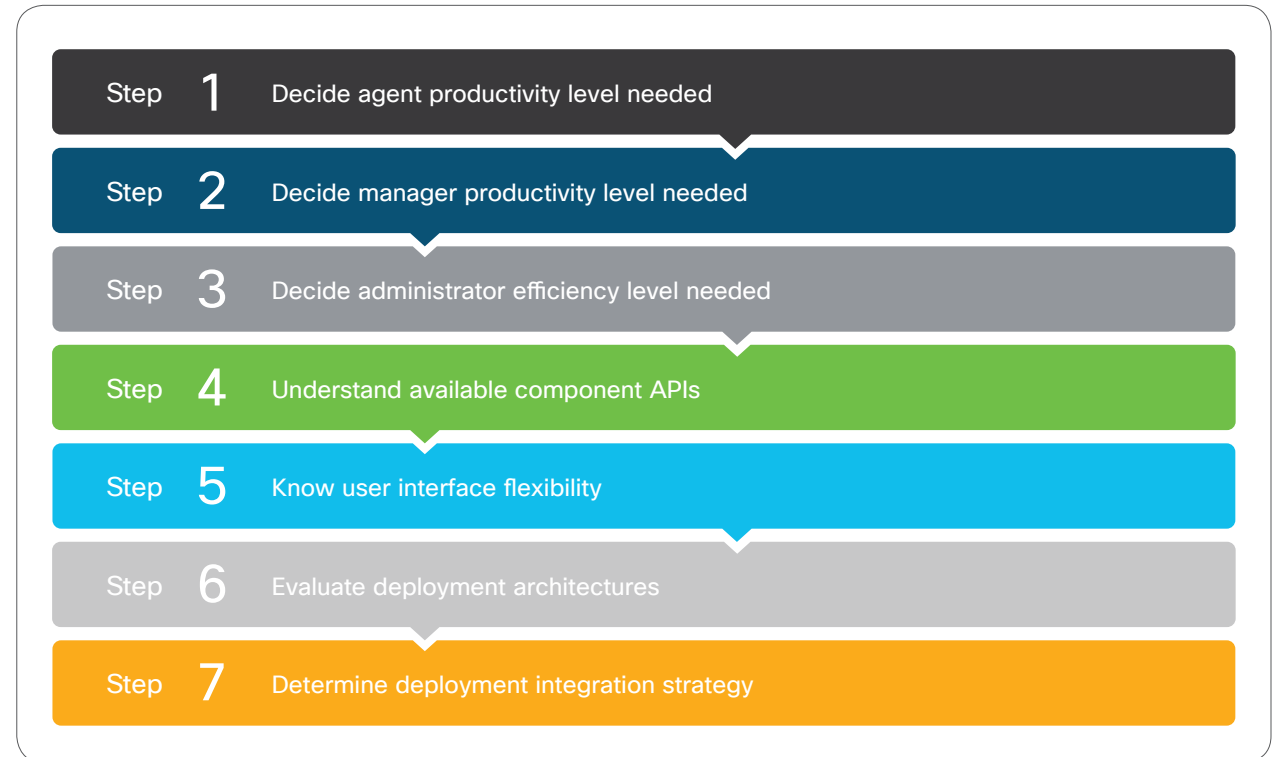 Step 1 Decide agent productivity level needed
Step 2 Decide manager productivity level needed
Step 3 Decide administrator efficiency level needed
Step 4 Understand available component APIs
Step 5 Know user interface flexibility
Step 6 Evaluate deployment architectures
Step 7 Determine deployment integration strategy